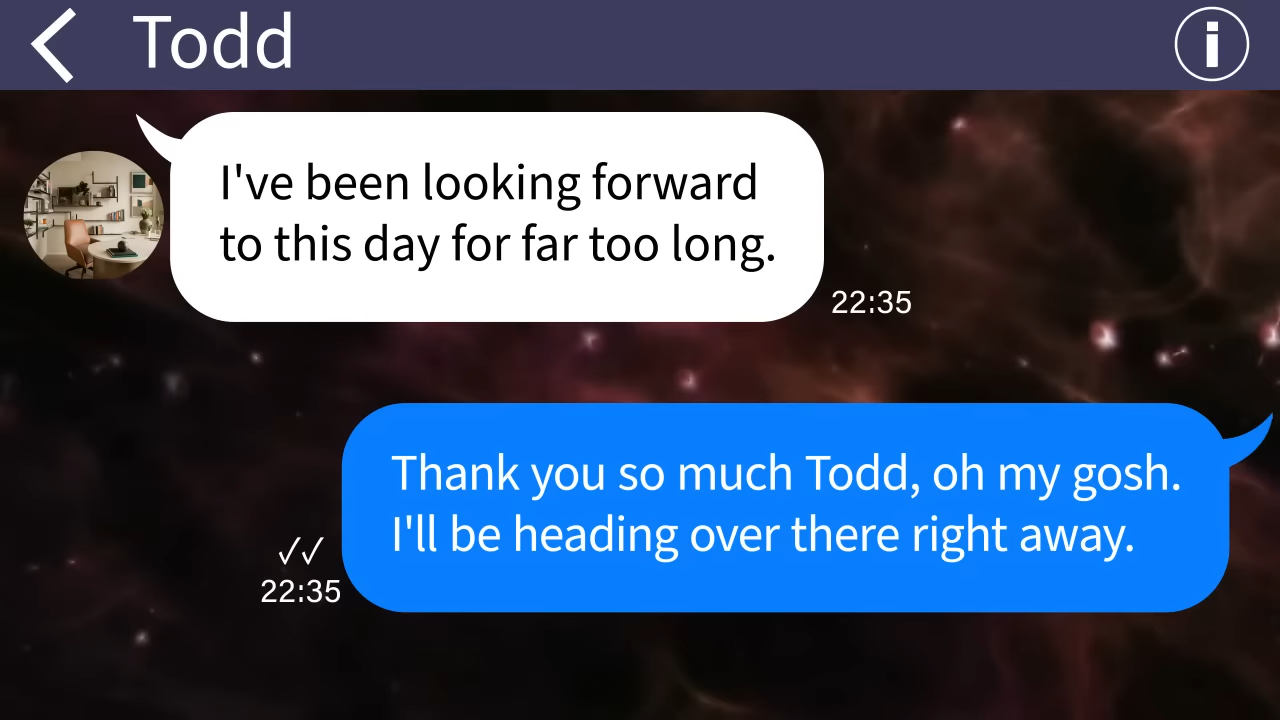 Todd
I've been looking forward
to this day for far too long.
22:35
Thank you so much Todd, oh my gosh.
I'll be heading over there right away.
✓✓
22:35